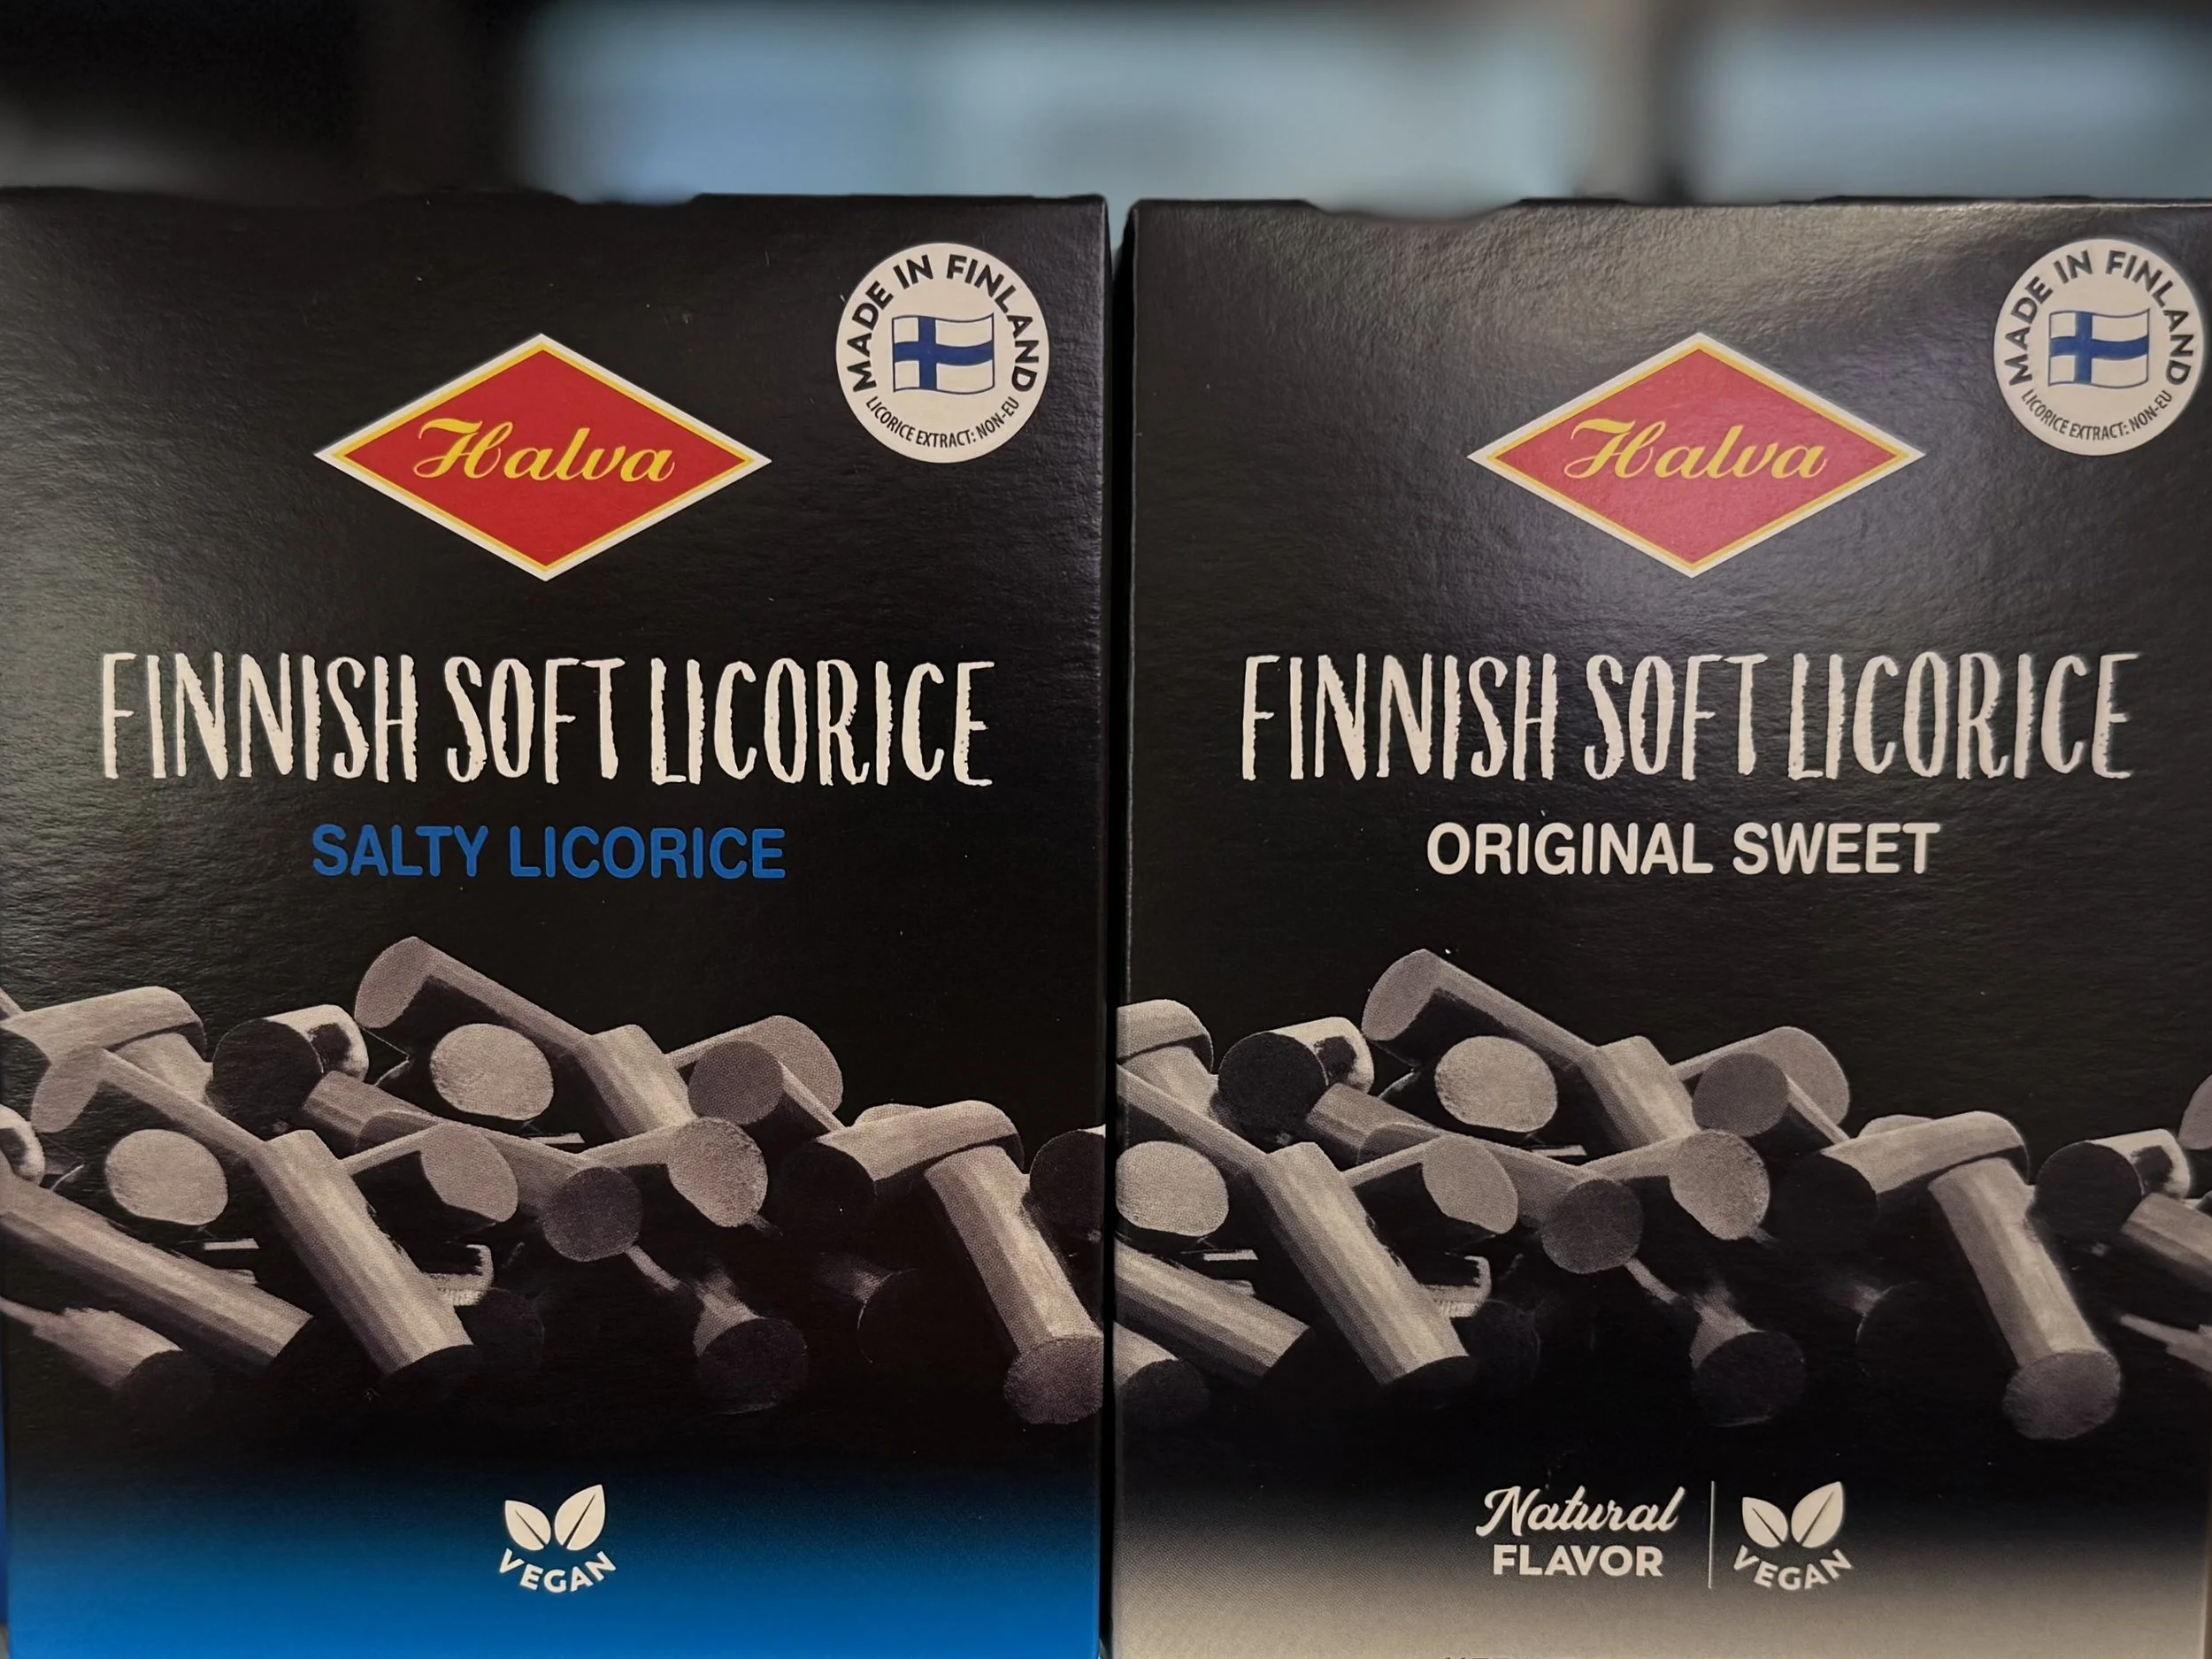 Halva
MADE IN FINLAND
LICORICE EXTRACT: NON-EU
FINNISH SOFT LICORICE
SALTY LICORICE
VEGAN
Halva
MADE IN FINLAND
LICORICE EXTRACT: NON-EU
FINNISH SOFT LICORICE
ORIGINAL SWEET
Natural
FLAVOR
VEGAN